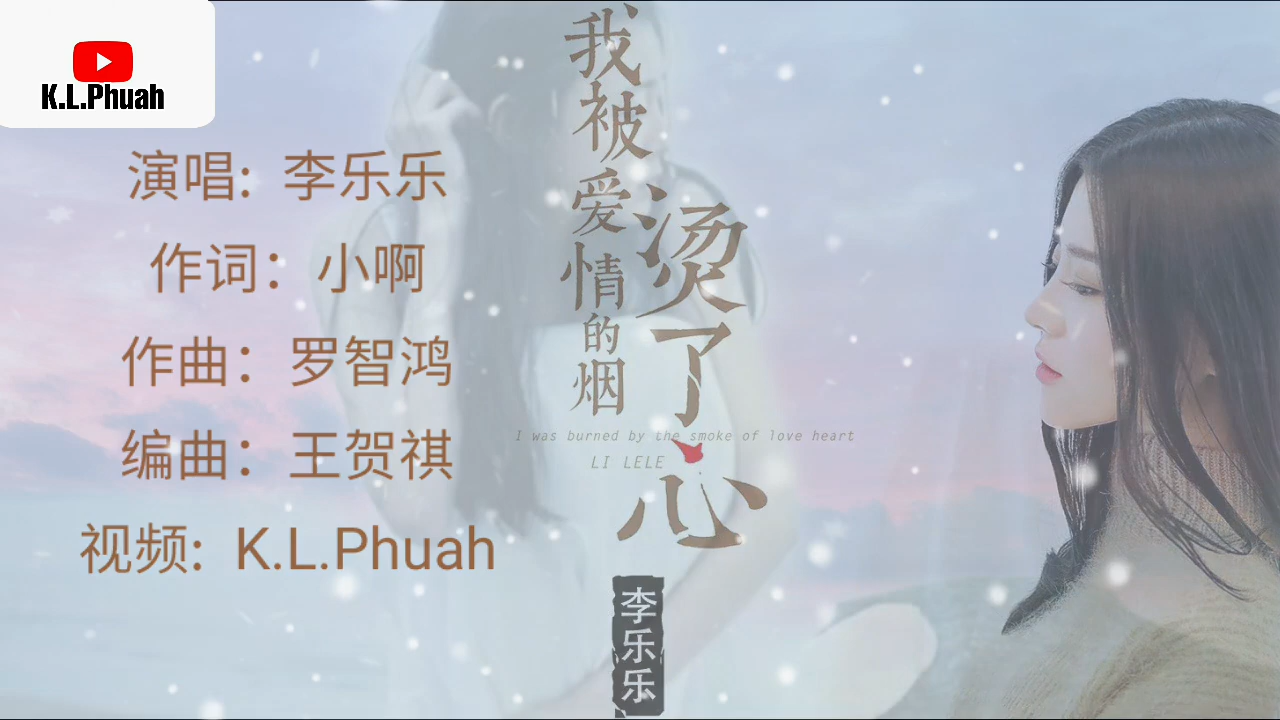 K.L.Phuah
演唱: 李乐乐
作词：小啊
作曲：罗智鸿
编曲：王贺祺
视频: K.L.Phuah
我被爱情的烟
烫了心
I was burned by the smoke of love heart
LI LELE
李乐乐